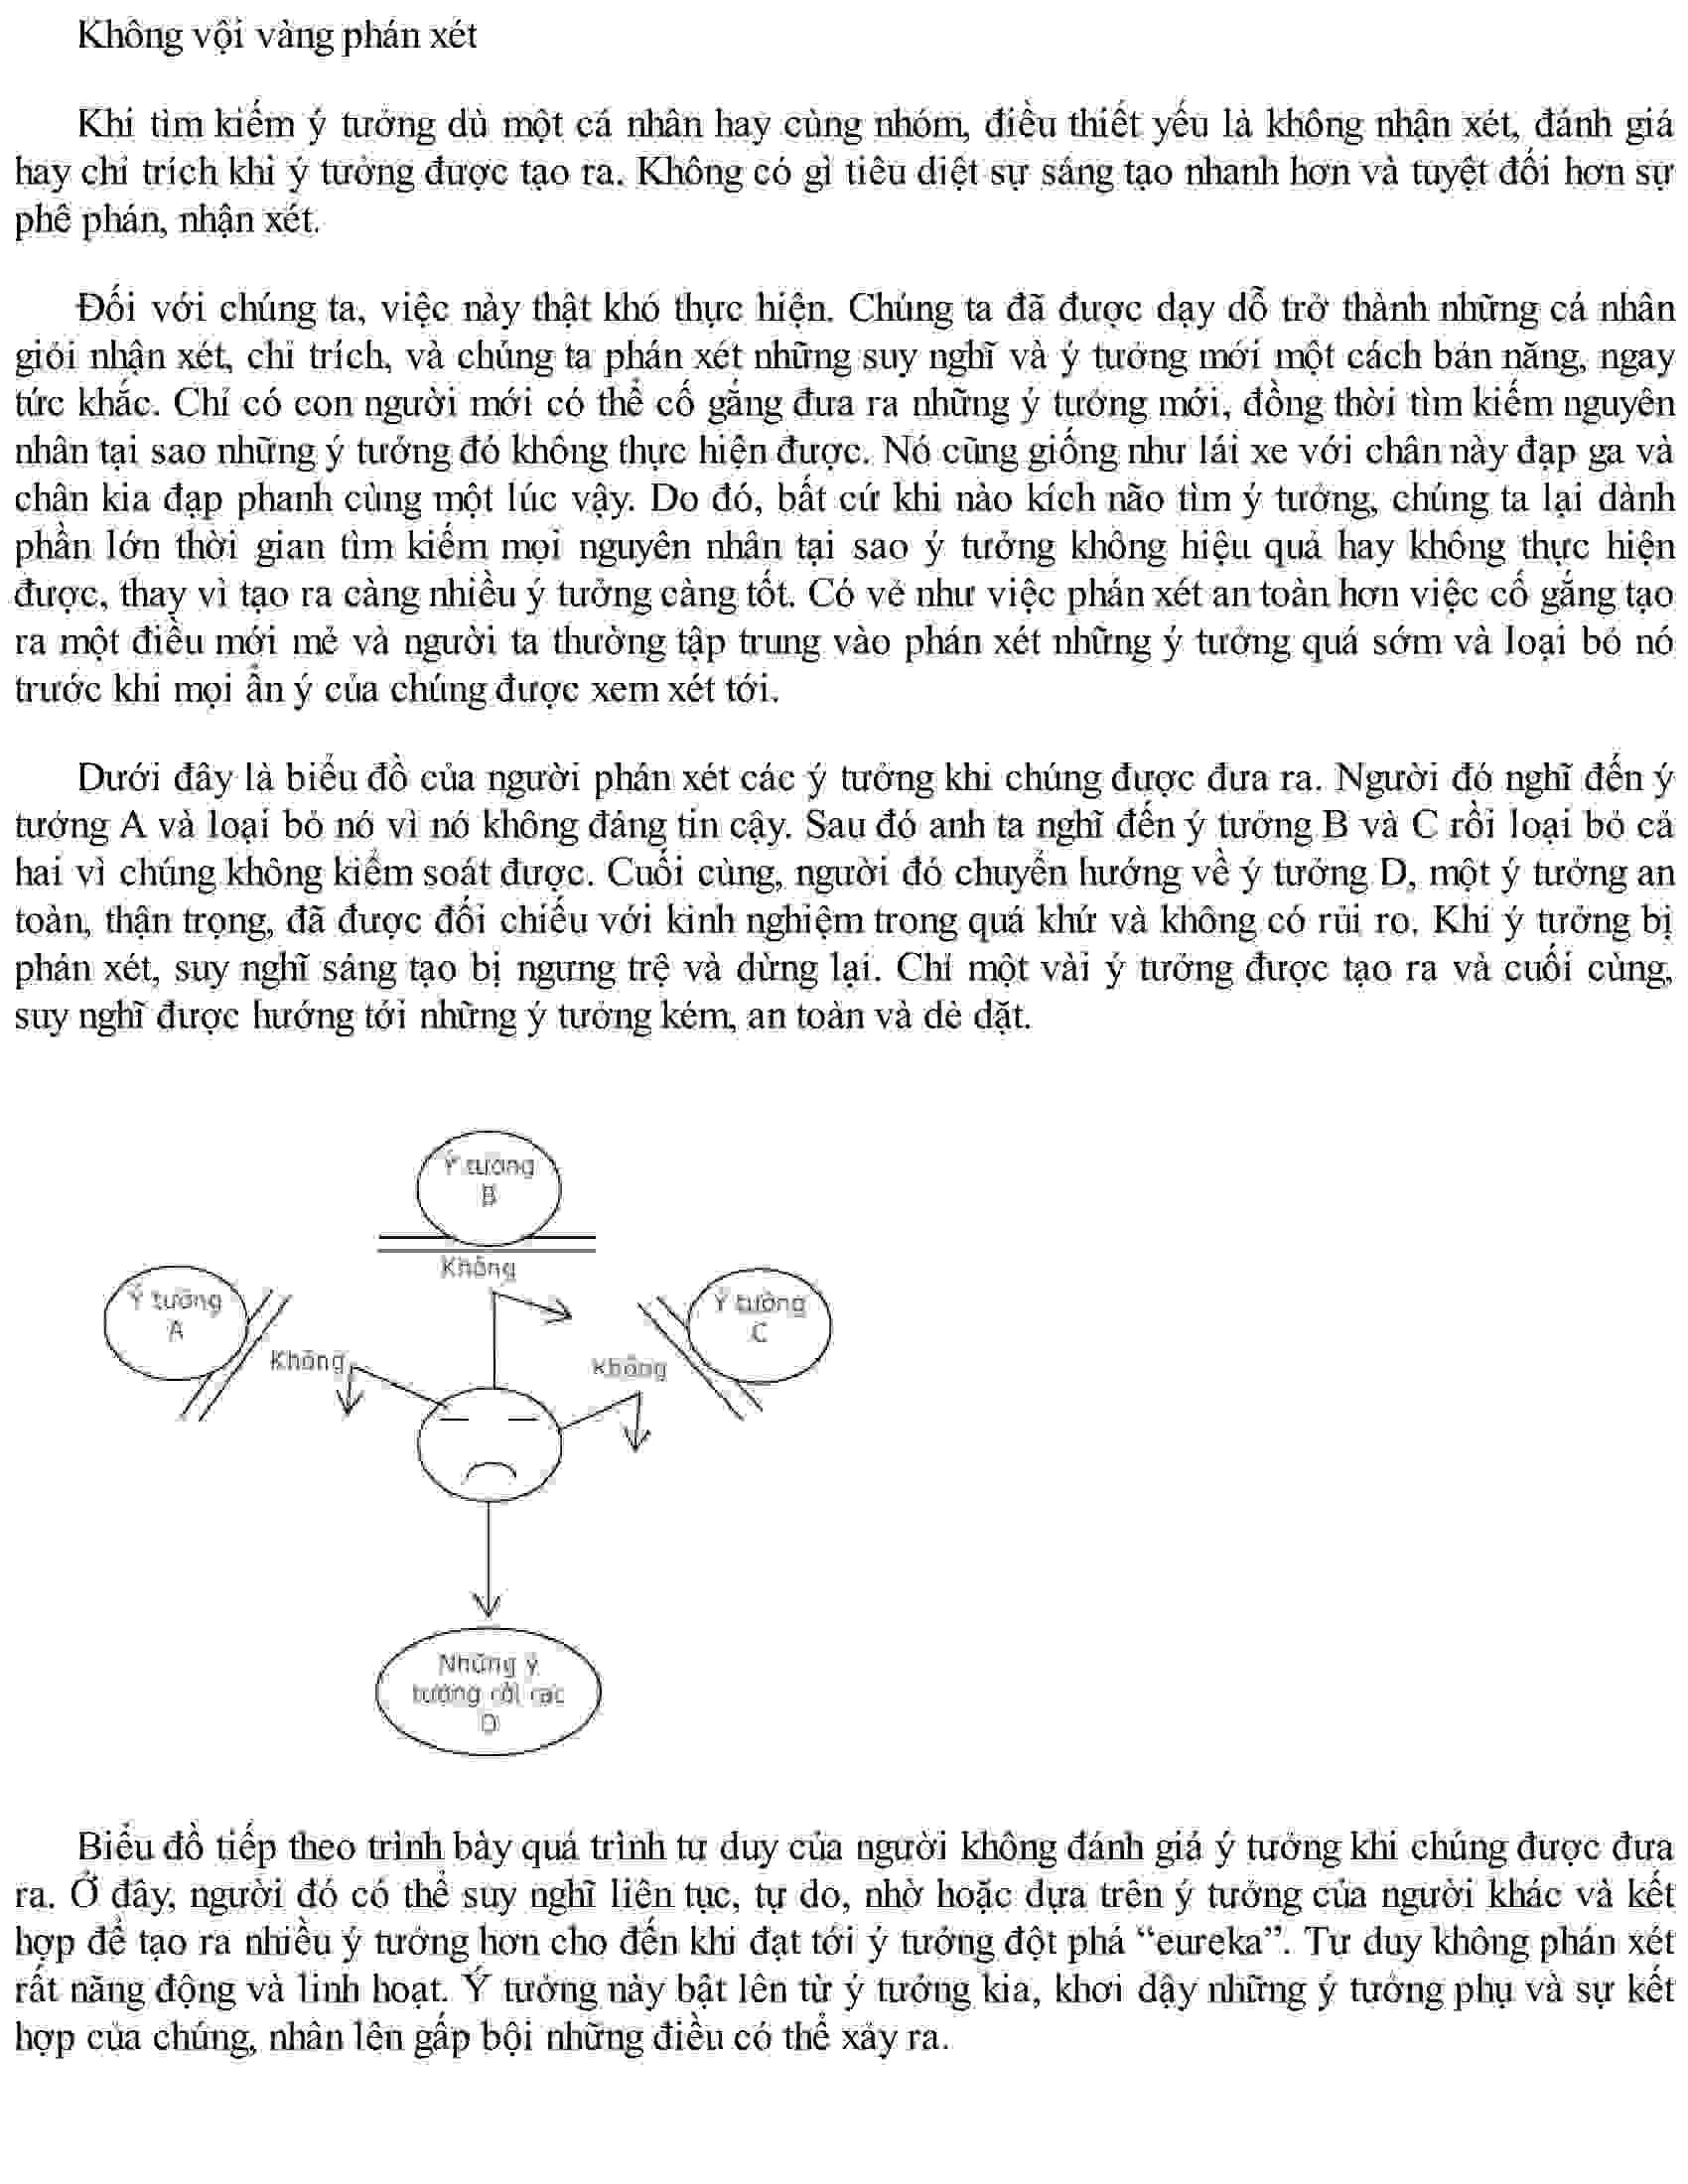 Không vội vàng phán xét
Khi tìm kiếm ý tưởng dù một cá nhân hay cùng nhóm, điều thiết yếu là không nhận xét, đánh giá
hay chỉ trích khi ý tưởng được tạo ra. Không có gì tiêu diệt sự sáng tạo nhanh hơn và tuyệt đối hơn sự
phê phán, nhận xét.
Đối với chúng ta, việc này thật khó thực hiện. Chúng ta đã được dạy dỗ trở thành những cá nhân
giỏi nhận xét, chỉ trích, và chúng ta phán xét những suy nghĩ và ý tưởng mới một cách bản năng, ngay
tức khắc. Chỉ có con người mới có thể cố gắng đưa ra những ý tưởng mới, đồng thời tìm kiếm nguyên
nhân tại sao những ý tưởng đó không thực hiện được. Nó cũng giống như lái xe với chân này đạp ga và
chân kia đạp phanh cùng một lúc vậy. Do đó, bất cứ khi nào kích não tìm ý tưởng, chúng ta lại dành
phần lớn thời gian tìm kiếm mọi nguyên nhân tại sao ý tưởng không hiệu quả hay không thực hiện
được, thay vì tạo ra càng nhiều ý tưởng càng tốt. Có vẻ như việc phán xét an toàn hơn việc cố gắng tạo
ra một điều mới mẻ và người ta thường tập trung vào phán xét những ý tưởng quá sớm và loại bỏ nó
trước khi mọi ẩn ý của chúng được xem xét tới.
Dưới đây là biểu đồ của người phán xét các ý tưởng khi chúng được đưa ra. Người đó nghĩ đến ý
tưởng A và loại bỏ nó vì nó không đáng tin cậy. Sau đó anh ta nghĩ đến ý tưởng B và C rồi loại bỏ cả
hai vì chúng không kiểm soát được. Cuối cùng, người đó chuyển hướng về ý tưởng D, một ý tưởng an
toàn, thận trọng, đã được đối chiếu với kinh nghiệm trong quá khứ và không có rủi ro. Khi ý tưởng bị
phán xét, suy nghĩ sáng tạo bị ngưng trệ và dừng lại. Chỉ một vài ý tưởng được tạo ra và cuối cùng,
suy nghĩ được hướng tới những ý tưởng kém, an toàn và dè dặt.
Ý tưởng
B
Không
Ý tưởng
A
Không
Ý tưởng
C
Không
Những ý
tưởng rời rạc
D
Biểu đồ tiếp theo trình bày quá trình tư duy của người không đánh giá ý tưởng khi chúng được đưa
ra. Ở đây, người đó có thể suy nghĩ liên tục, tự do, nhờ hoặc dựa trên ý tưởng của người khác và kết
hợp để tạo ra nhiều ý tưởng hơn cho đến khi đạt tới ý tưởng đột phá “eureka”. Tư duy không phán xét
rất năng động và linh hoạt. Ý tưởng này bật lên từ ý tưởng kia, khơi dậy những ý tưởng phụ và sự kết
hợp của chúng, nhân lên gấp bội những điều có thể xảy ra.